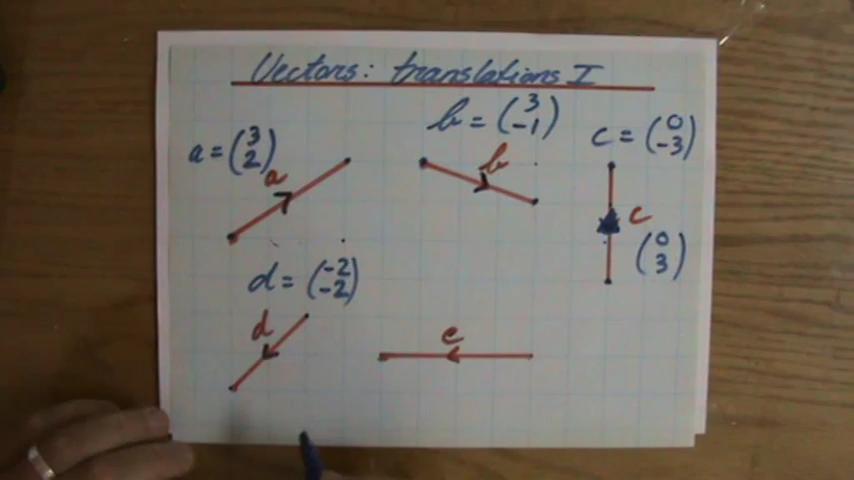 Vectors: translations I
a = (3 2)
a
b = (3 -1)
b
c = (0 -3)
c
(0 3)
d = (-2 -2)
d
e